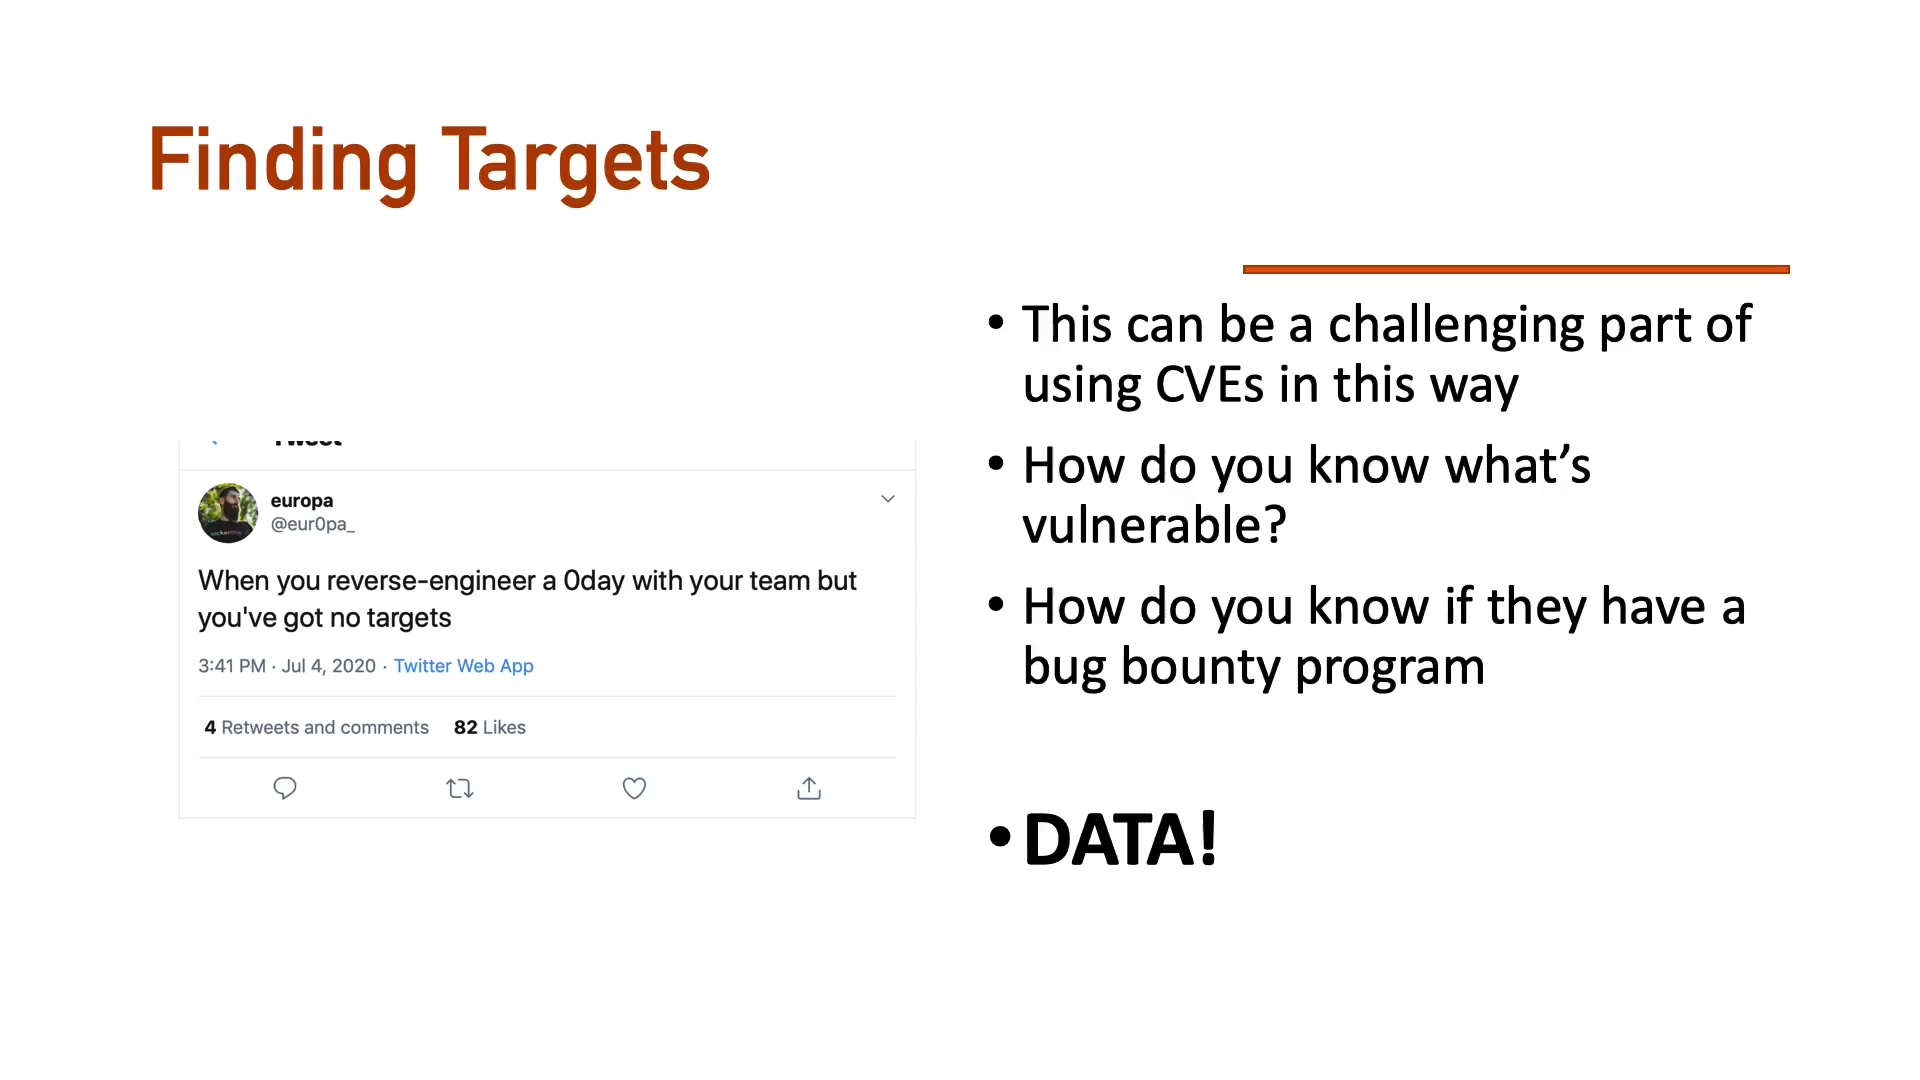 Finding Targets
Tweet
europa
@eur0pa_
When you reverse-engineer a 0day with your team but
you've got no targets
3:41 PM · Jul 4, 2020 · Twitter Web App
4 Retweets and comments 82 Likes
• This can be a challenging part of
using CVEs in this way
• How do you know what’s
vulnerable?
• How do you know if they have a
bug bounty program
• DATA!